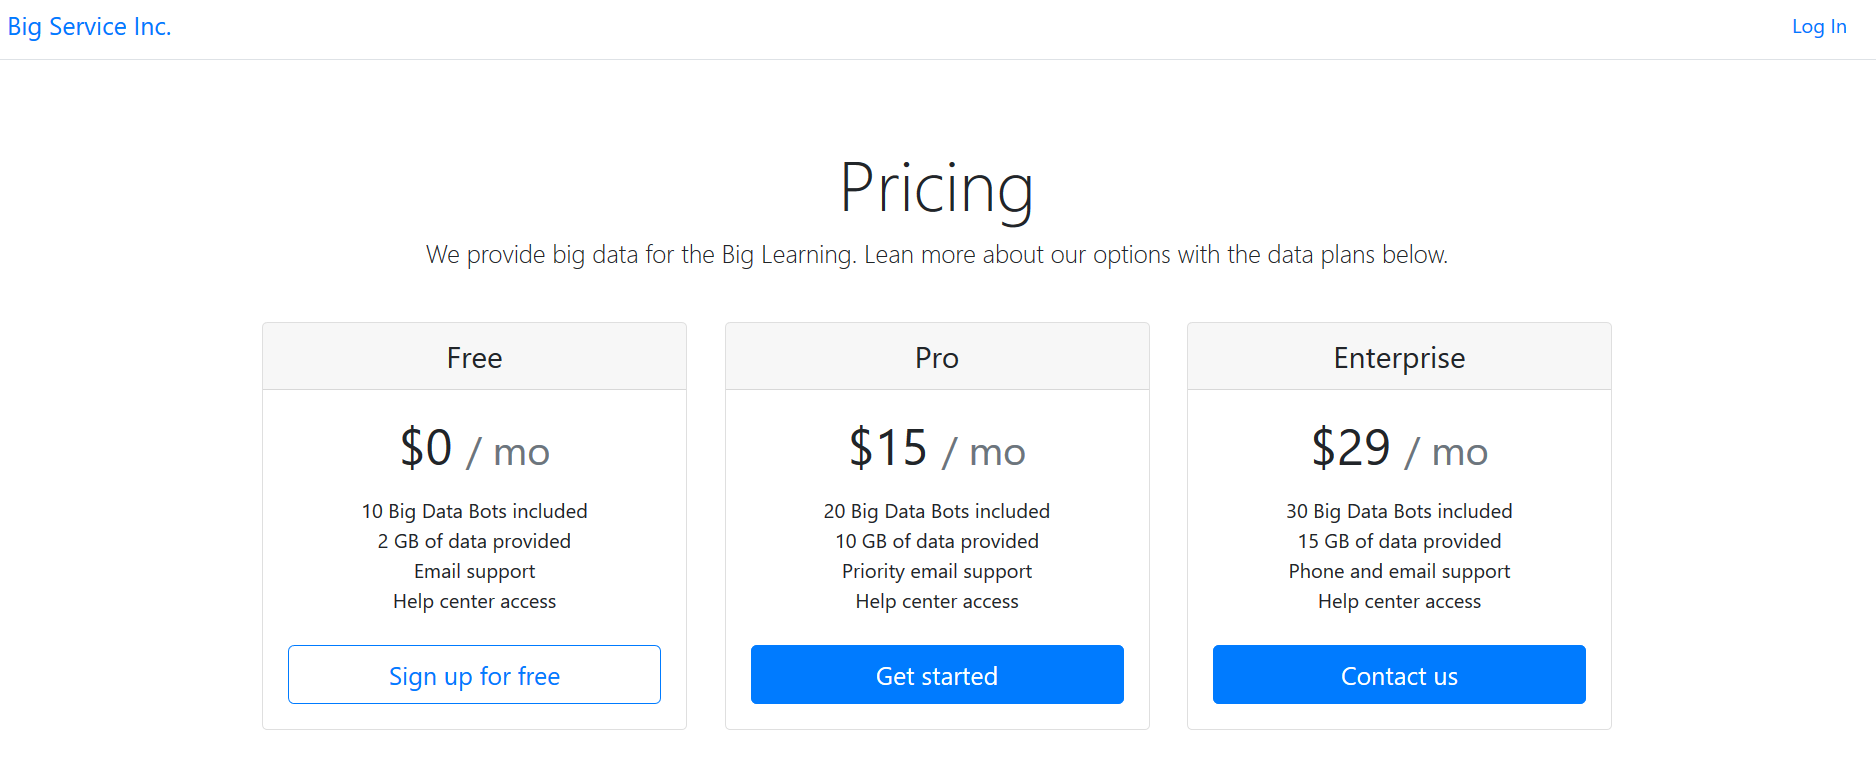 Big Service Inc.
Log In
Pricing
We provide big data for the Big Learning. Lean more about our options with the data plans below.
Free
$0 / mo
10 Big Data Bots included
2 GB of data provided
Email support
Help center access
Sign up for free
Pro
$15 / mo
20 Big Data Bots included
10 GB of data provided
Priority email support
Help center access
Get started
Enterprise
$29 / mo
30 Big Data Bots included
15 GB of data provided
Phone and email support
Help center access
Contact us